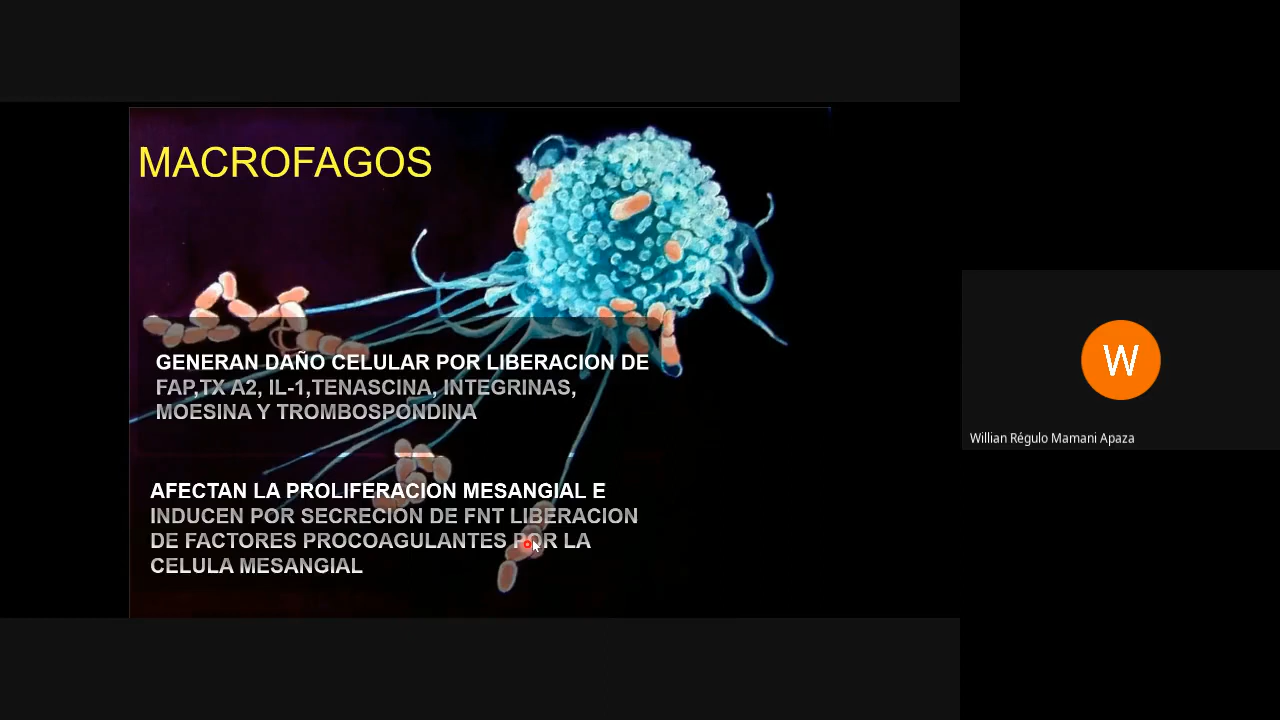 MACROFAGOS
GENERAN DAÑO CELULAR POR LIBERACION DE
FAP,TX A2, IL-1,TENASCINA, INTEGRINAS,
MOESINA Y TROMBOSPONDINA
AFECTAN LA PROLIFERACION MESANGIAL E
INDUCEN POR SECRECION DE FNT LIBERACION
DE FACTORES PROCOAGULANTES POR LA
CELULA MESANGIAL
W
Willian Régulo Mamani Apaza